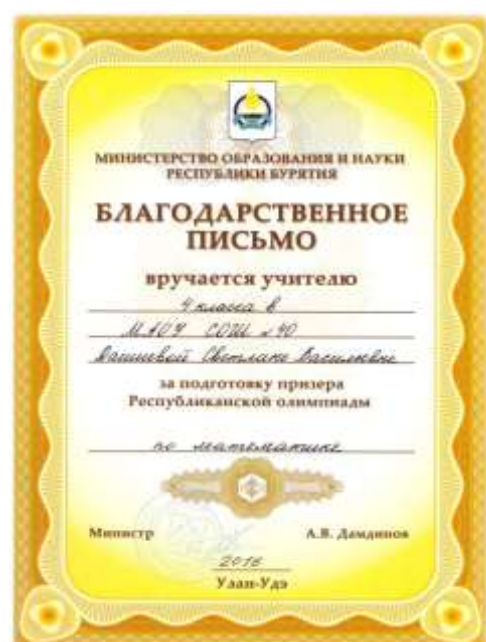 МИНИСТЕРСТВО ОБРАЗОВАНИЯ И НАУКИ
РЕСПУБЛИКИ БУРЯТИЯ
БЛАГОДАРСТВЕННОЕ
ПИСЬМО
вручается учителю
4 класса в
МАОУ СОШ №40
Светлане Васильевне
за подготовку призера
Республиканской олимпиады
по математике
Министр А.В. Дамдинов
Улан-Удэ